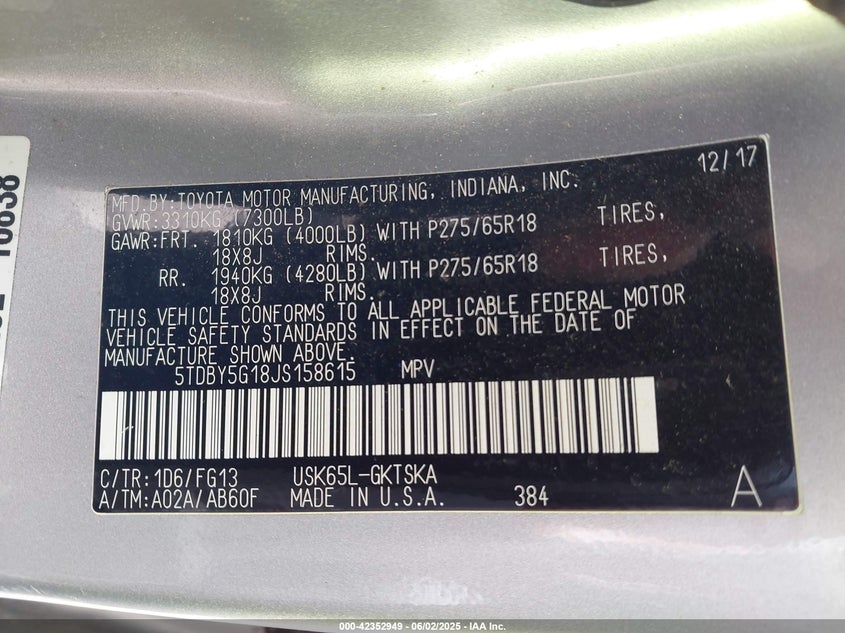 12/17
MFD.BY:TOYOTA MOTOR MANUFACTURING, INDIANA, INC.
GVWR:3310KG (7300LB)
GAWR:FRT. 1810KG (4000LB) WITH P275/65R18 TIRES,
18X8J RIMS.
RR. 1940KG (4280LB) WITH P275/65R18 TIRES,
18X8J RIMS.
THIS VEHICLE CONFORMS TO ALL APPLICABLE FEDERAL MOTOR
VEHICLE SAFETY STANDARDS IN EFFECT ON THE DATE OF
MANUFACTURE SHOWN ABOVE.
5TDBY5G18JS158615 MPV
C/TR:1D6/FG13 USK65L-GKTSKA
A/TM:A02A/AB60F MADE IN U.S.A. 384 A
000-42352949 - 06/02/2025 - IAA Inc.